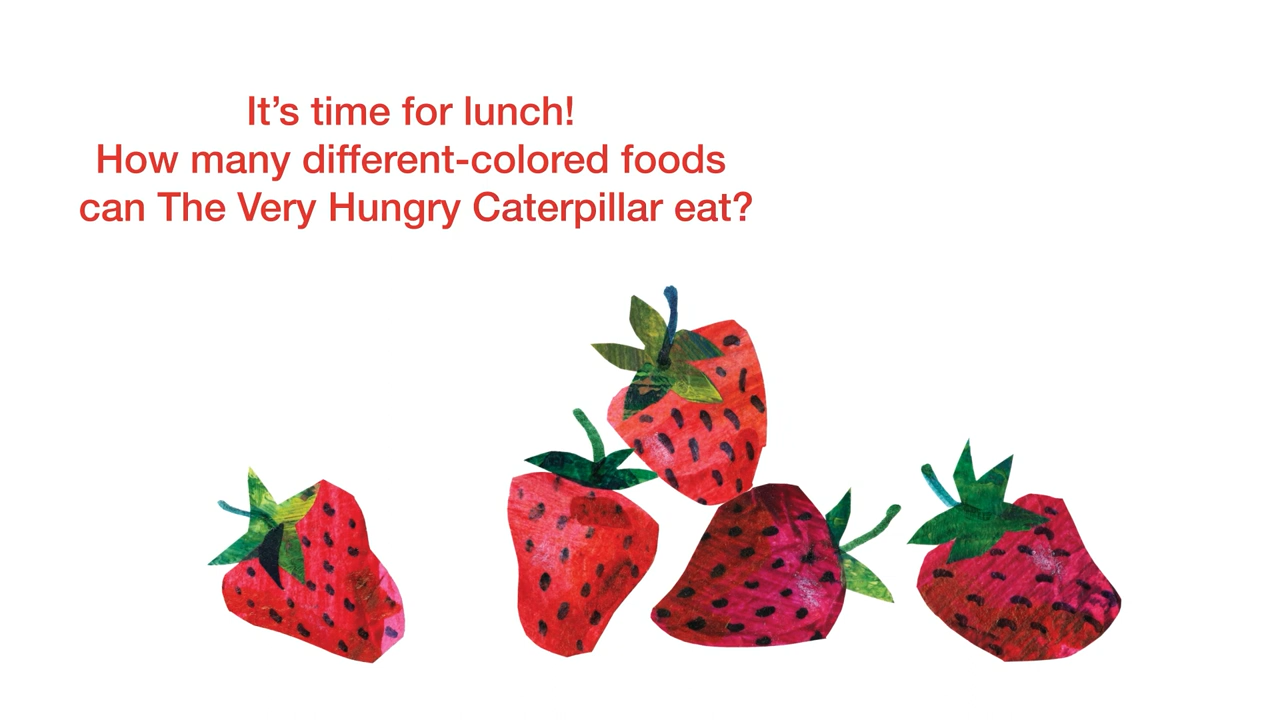 It’s time for lunch!
How many different-colored foods
can The Very Hungry Caterpillar eat?